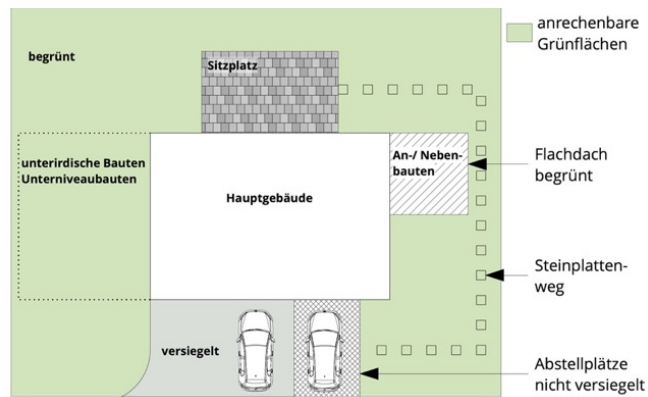 begrünt
Sitzplatz
anrechenbare
Grünflächen
unterirdische Bauten
Unterniveaubauten
An-/ Neben-
bauten
Flachdach
begrünt
Hauptgebäude
Steinplatten-
weg
versiegelt
Abstellplätze
nicht versiegelt